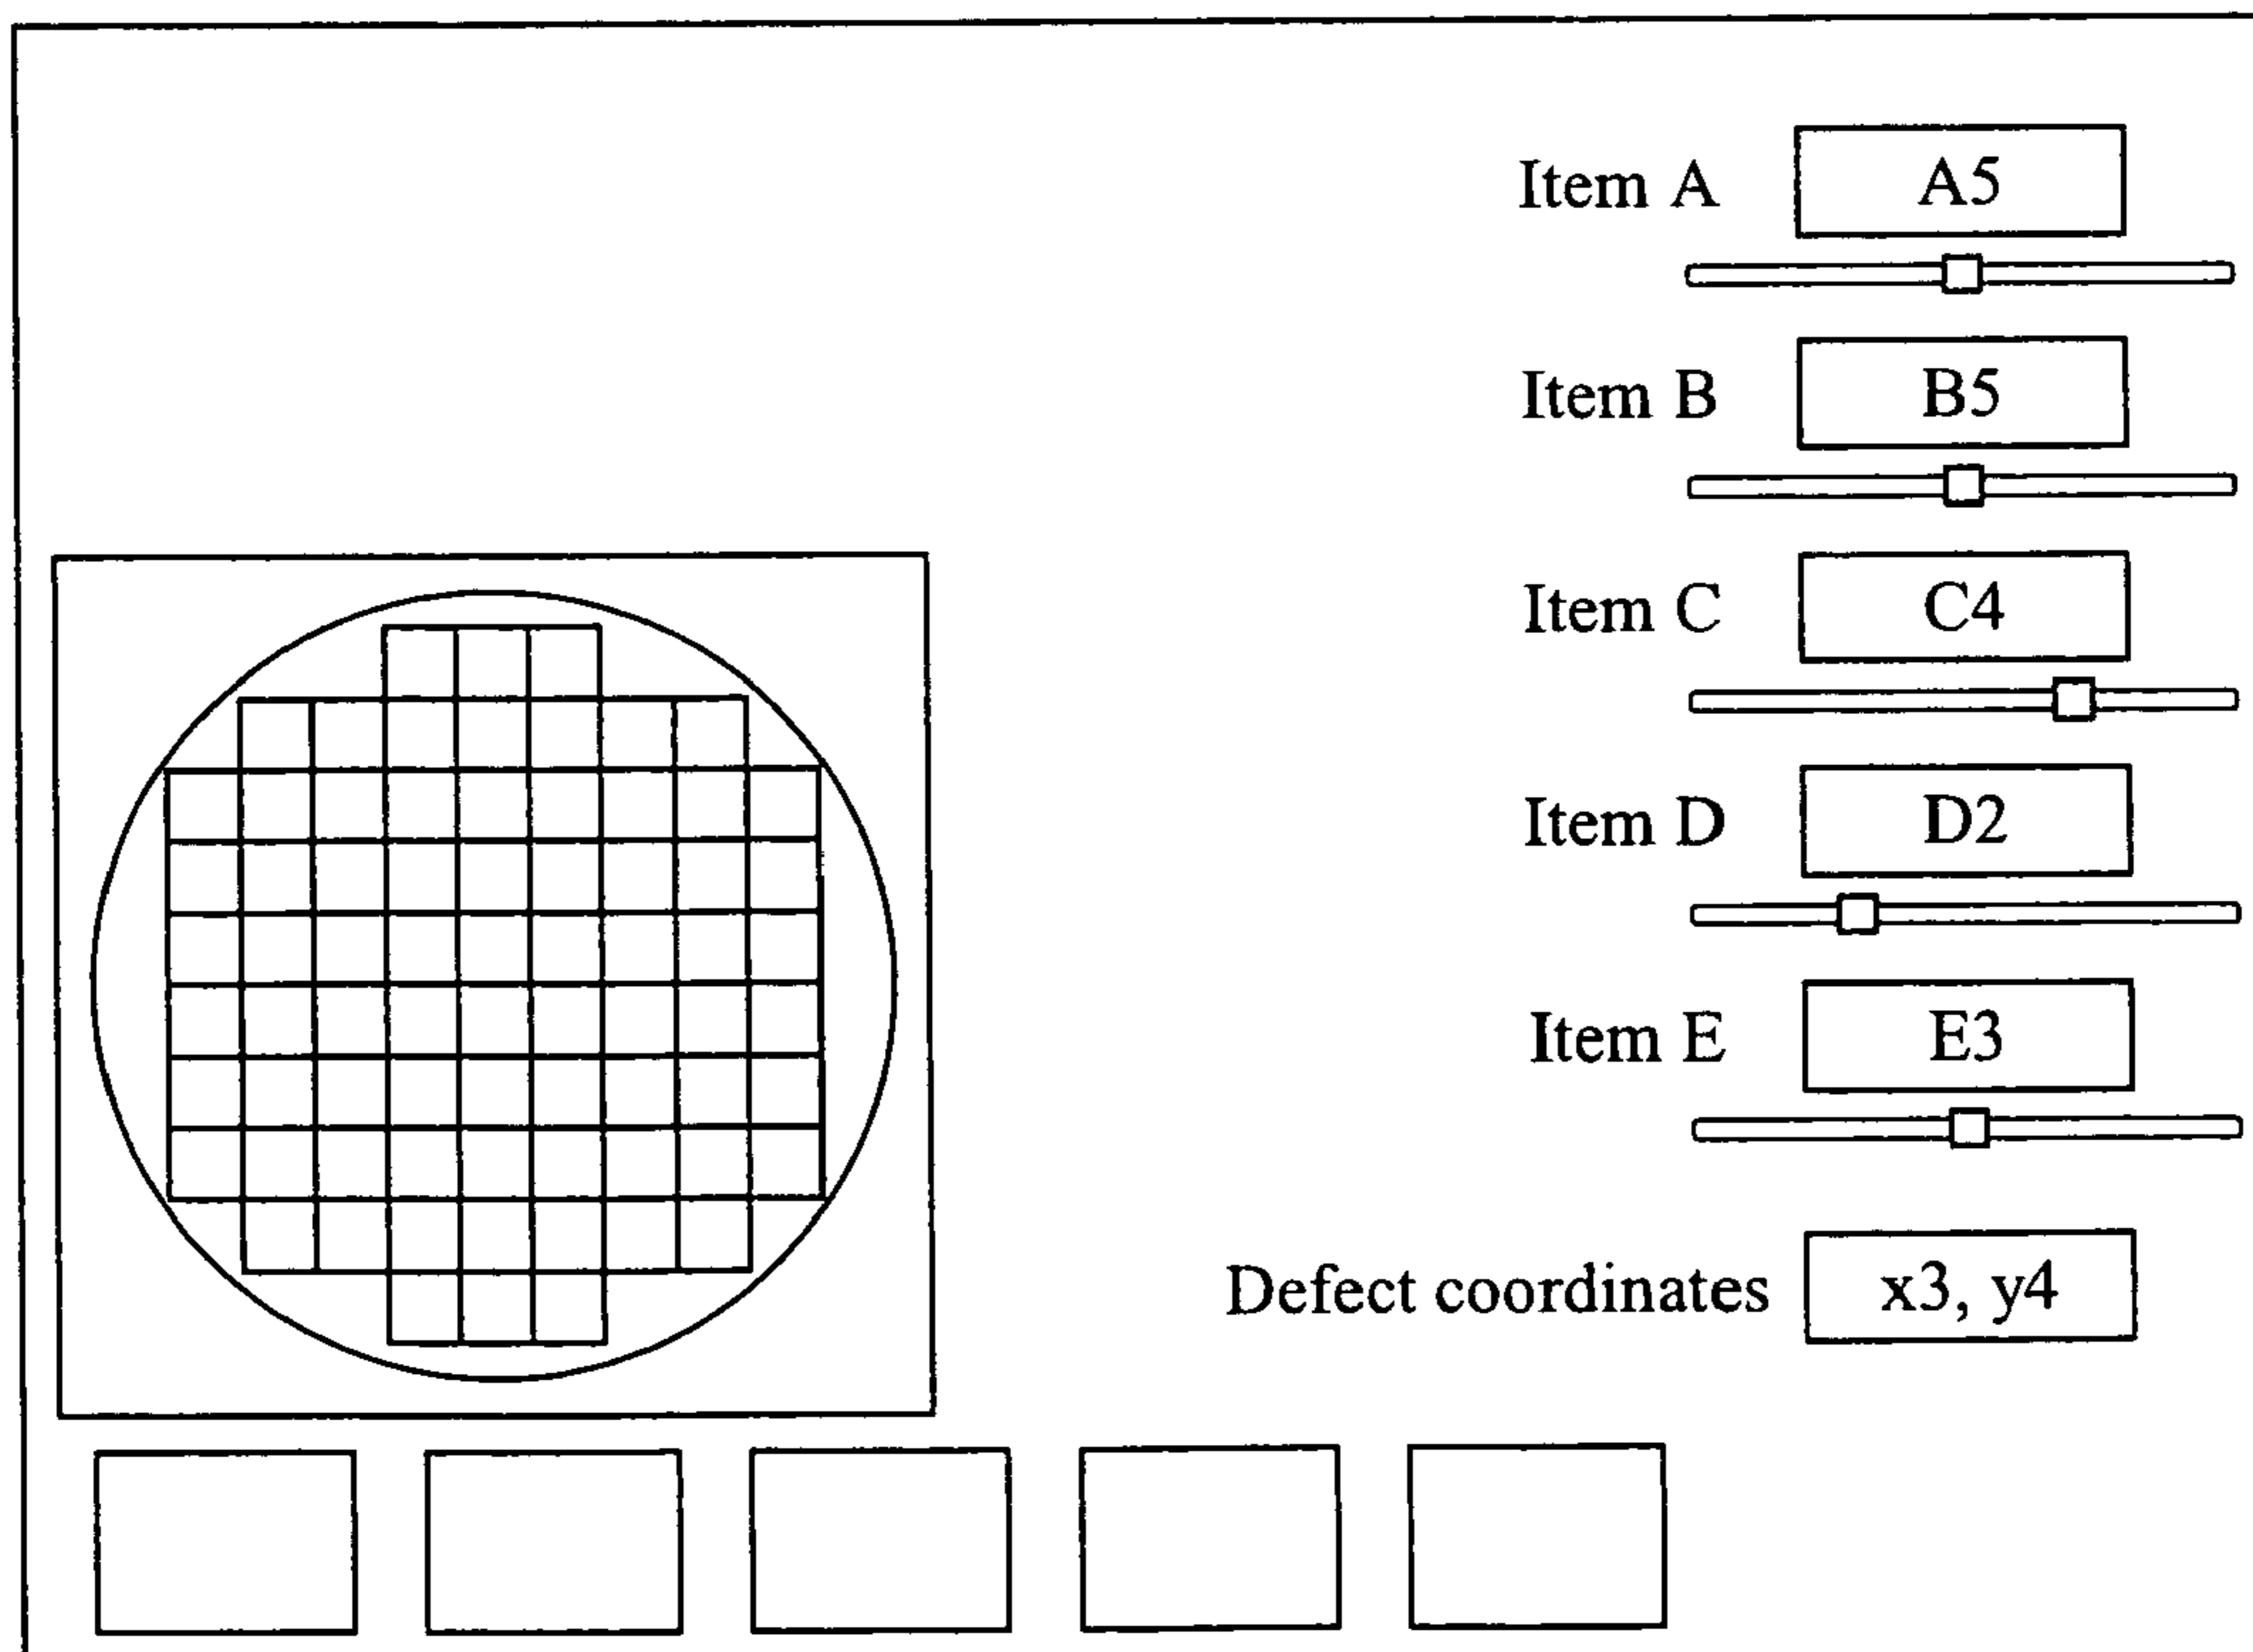 Item A A5
Item B B5
Item C C4
Item D D2
Item E E3
Defect coordinates x3, y4